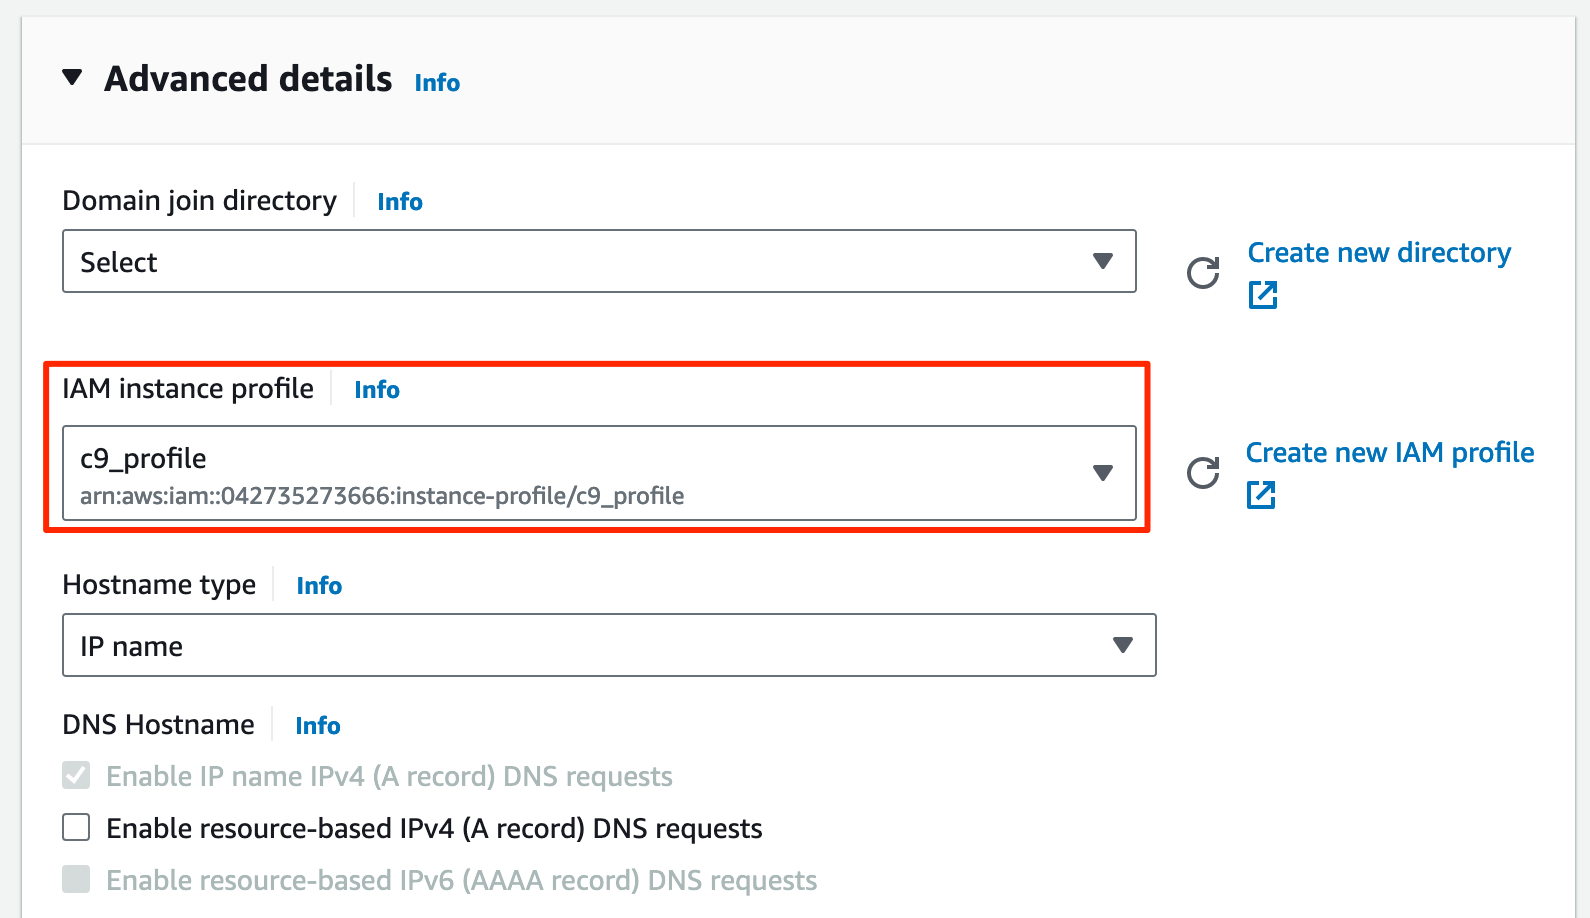 Advanced details Info
Domain join directory Info
Select
Create new directory
IAM instance profile Info
c9_profile
arn:aws:iam::042735273666:instance-profile/c9_profile
Create new IAM profile
Hostname type Info
IP name
DNS Hostname Info
Enable IP name IPv4 (A record) DNS requests
Enable resource-based IPv4 (A record) DNS requests
Enable resource-based IPv6 (AAAA record) DNS requests